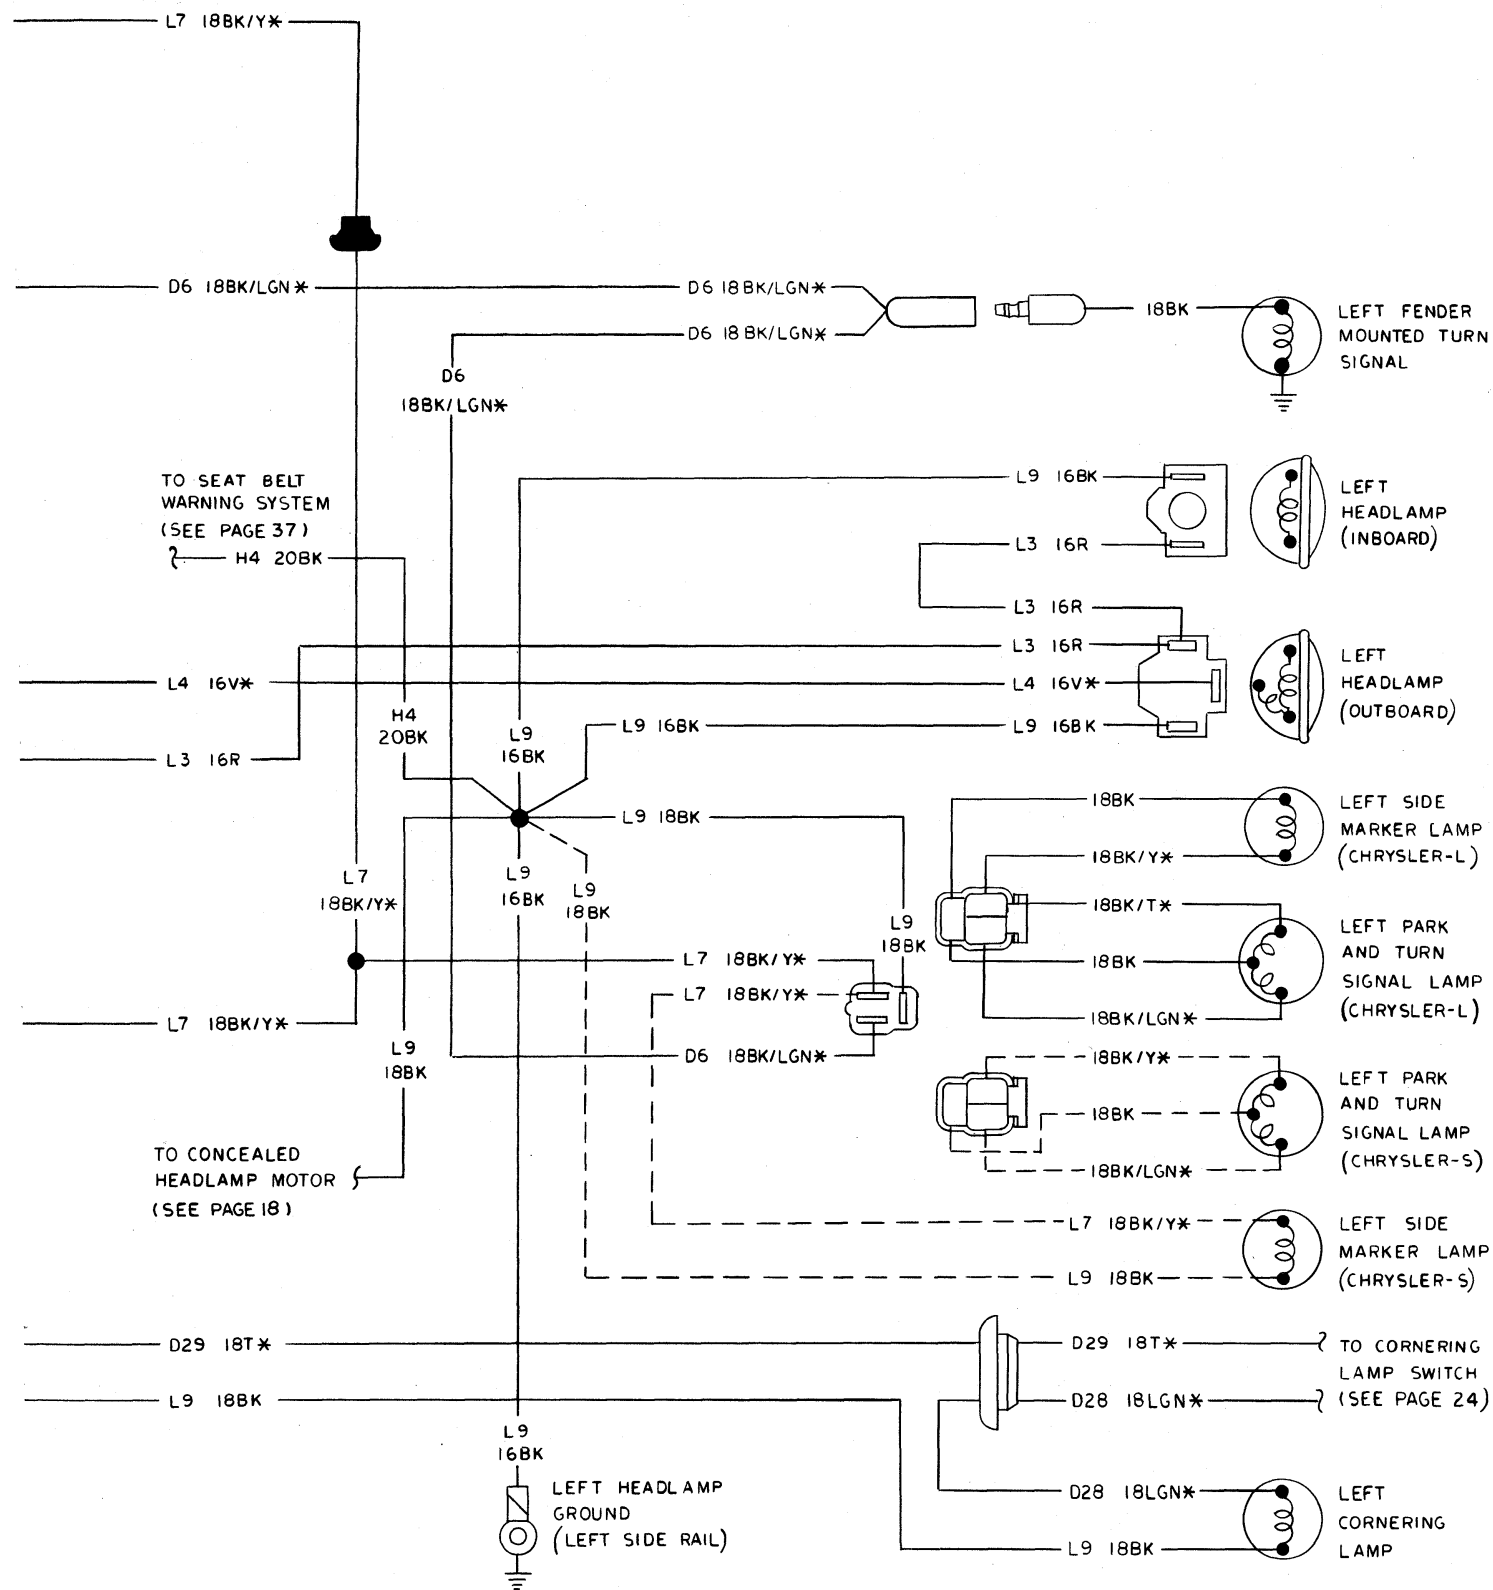 L7 18BK/Y*
D6 18BK/LGN*
D6 18BK/LGN*
18BK
LEFT FENDER
MOUNTED TURN
SIGNAL
D6 18BK/LGN*
D6
18BK/LGN*
TO SEAT BELT
WARNING SYSTEM
(SEE PAGE 37)
H4 20BK
L9 16BK
LEFT
HEADLAMP
(INBOARD)
L3 16R
L3 16R
L3 16R
LEFT
HEADLAMP
(OUTBOARD)
L4 16V*
L4 16V*
H4
20BK
L9 16BK
L9 16BK
L9
16BK
L3 16R
18BK
LEFT SIDE
MARKER LAMP
(CHRYSLER-L)
L9 18BK
18BK/Y*
L7
18BK/Y*
L9
16BK
L9
18BK
18BK/T*
L9
18BK
LEFT PARK
AND TURN
SIGNAL LAMP
(CHRYSLER-L)
L7 18BK/Y*
18BK
L7 18BK/Y*
18BK/LGN*
L7 18BK/Y*
L9
18BK
D6 18BK/LGN*
18BK/Y*
LEFT PARK
AND TURN
SIGNAL LAMP
(CHRYSLER-S)
18BK
18BK/LGN*
TO CONCEALED
HEADLAMP MOTOR
(SEE PAGE 18)
L7 18BK/Y*
LEFT SIDE
MARKER LAMP
(CHRYSLER-S)
L9 18BK
D29 18T*
D29 18T*
TO CORNERING
LAMP SWITCH
(SEE PAGE 24)
L9 18BK
D28 18LGN*
L9
16BK
LEFT HEADLAMP
GROUND
(LEFT SIDE RAIL)
D28 18LGN*
LEFT
CORNERING
LAMP
L9 18BK